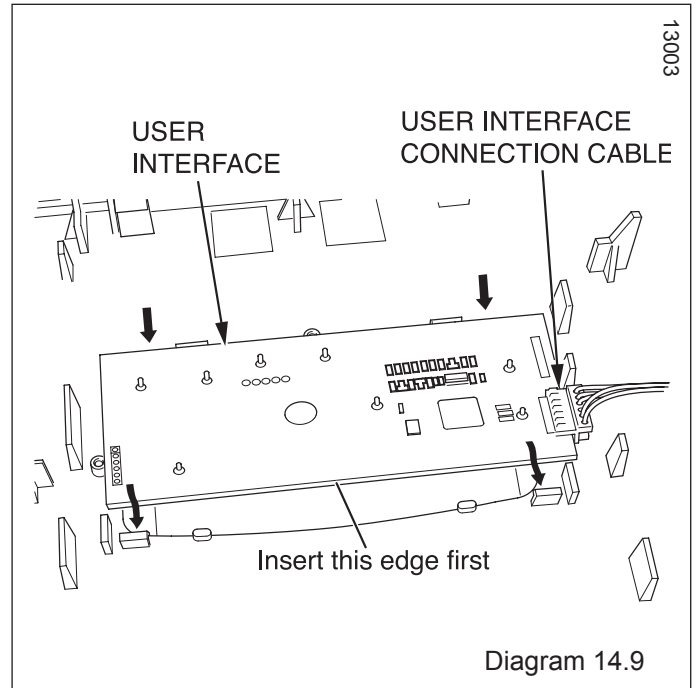 13003
USER
INTERFACE
USER INTERFACE
CONNECTION CABLE
Insert this edge first
Diagram 14.9